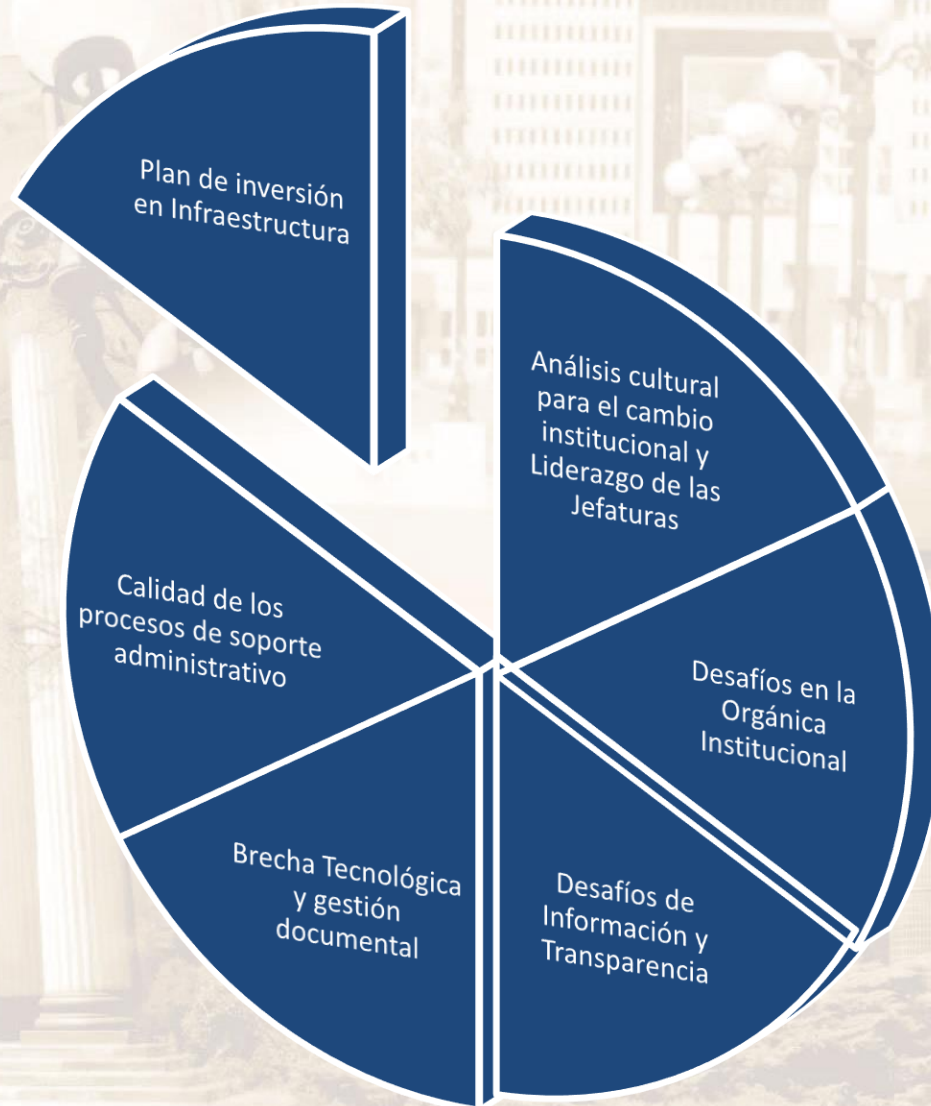 Plan de inversión
en Infraestructura
Análisis cultural
para el cambio
institucional y
Liderazgo de las
Jefaturas
Desafíos en la
Orgánica
Institucional
Desafíos de
Información y
Transparencia
Brecha Tecnológica
y gestión
documental
Calidad de los
procesos de soporte
administrativo